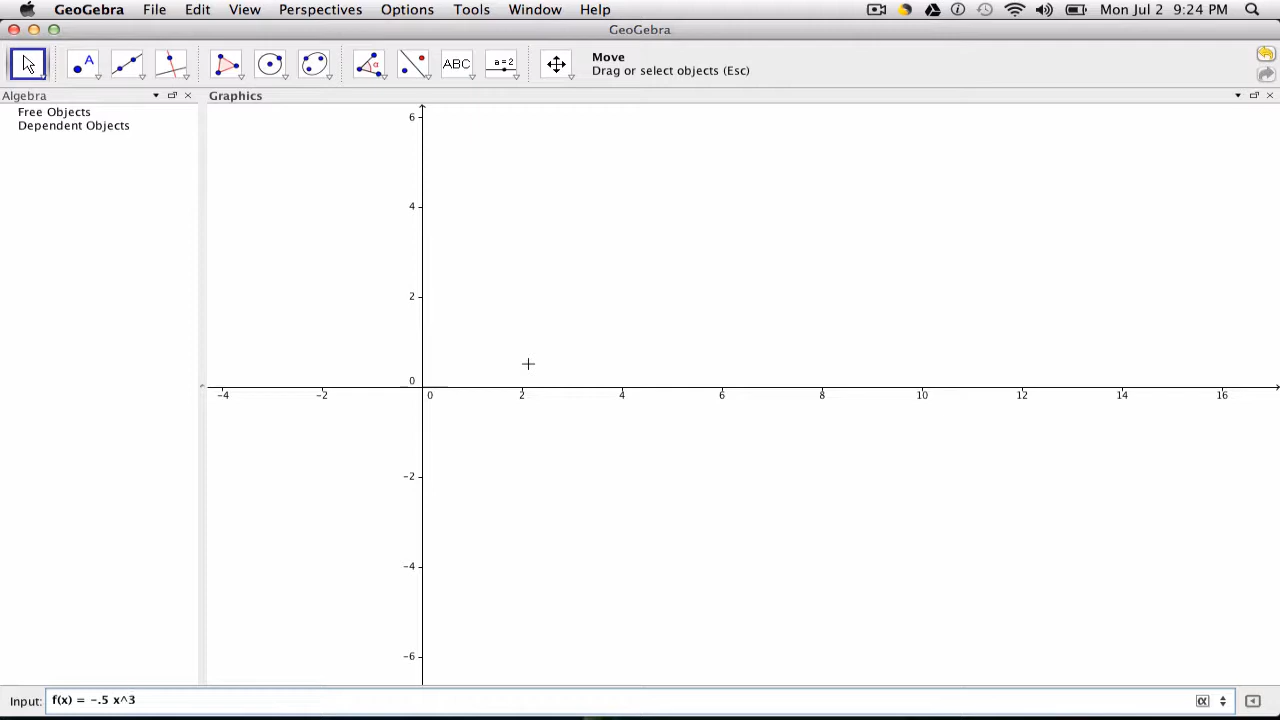 GeoGebra File Edit View Perspectives Options Tools Window Help Mon Jul 2 9:24 PM
GeoGebra
A α ABC a=2 Move
Drag or select objects (Esc)
Algebra Graphics
Free Objects
Dependent Objects
6
4
2
0
-4 -2 0 2 4 6 8 10 12 14 16
-2
-4
-6
Input: f(x) = -.5 x^3 α